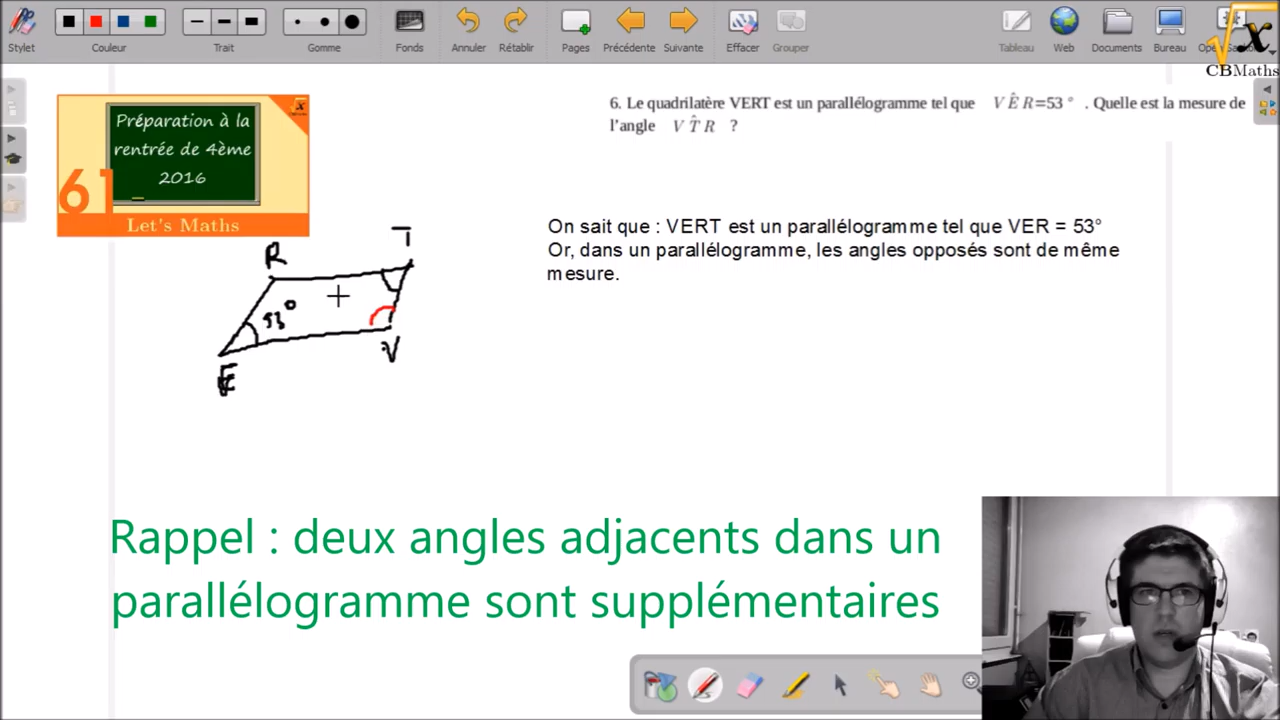 Stylet
Couleur
Trait
Gomme
Fonds
Annuler
Rétablir
Pages
Précédente
Suivante
Effacer
Grouper
Tableau
Web
Documents
Bureau
CBMaths
Préparation à la
rentrée de 4ème
2016
61
Let's Maths
6. Le quadrilatère VERT est un parallélogramme tel que V Ê R=53 ° . Quelle est la mesure de
l'angle V T̂ R ?
On sait que : VERT est un parallélogramme tel que VER = 53°
Or, dans un parallélogramme, les angles opposés sont de même
mesure.
R
T
53°
V
E
Rappel : deux angles adjacents dans un
parallélogramme sont supplémentaires